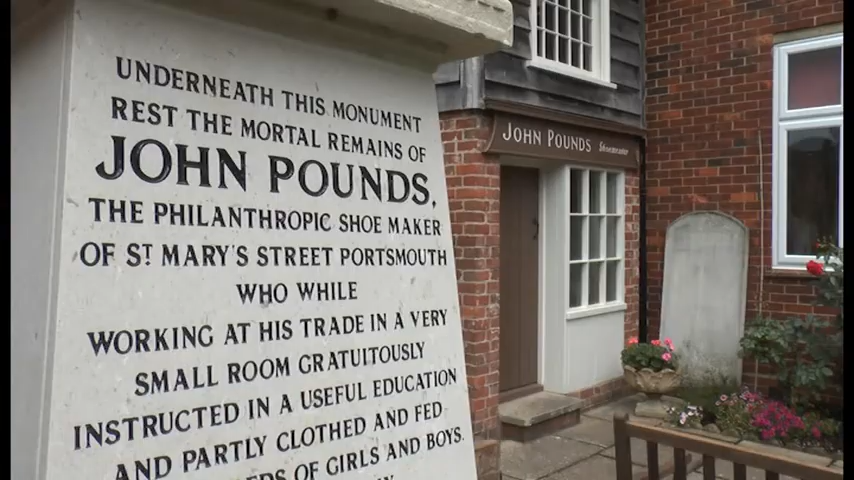 UNDERNEATH THIS MONUMENT
REST THE MORTAL REMAINS OF
JOHN POUNDS,
THE PHILANTHROPIC SHOE MAKER
OF ST MARY'S STREET PORTSMOUTH
WHO WHILE
WORKING AT HIS TRADE IN A VERY
SMALL ROOM GRATUITOUSLY
INSTRUCTED IN A USEFUL EDUCATION
AND PARTLY CLOTHED AND FED
OF GIRLS AND BOYS.
JOHN POUNDS Shoemaker